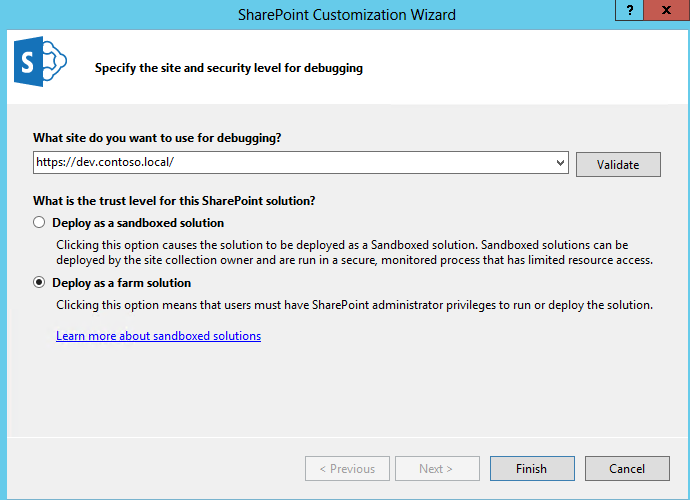 SharePoint Customization Wizard
? x
S
Specify the site and security level for debugging
What site do you want to use for debugging?
https://dev.contoso.local/
Validate
What is the trust level for this SharePoint solution?
Deploy as a sandboxed solution
Clicking this option causes the solution to be deployed as a Sandboxed solution. Sandboxed solutions can be
deployed by the site collection owner and are run in a secure, monitored process that has limited resource access.
Deploy as a farm solution
Clicking this option means that users must have SharePoint administrator privileges to run or deploy the solution.
Learn more about sandboxed solutions
< Previous Next > Finish Cancel